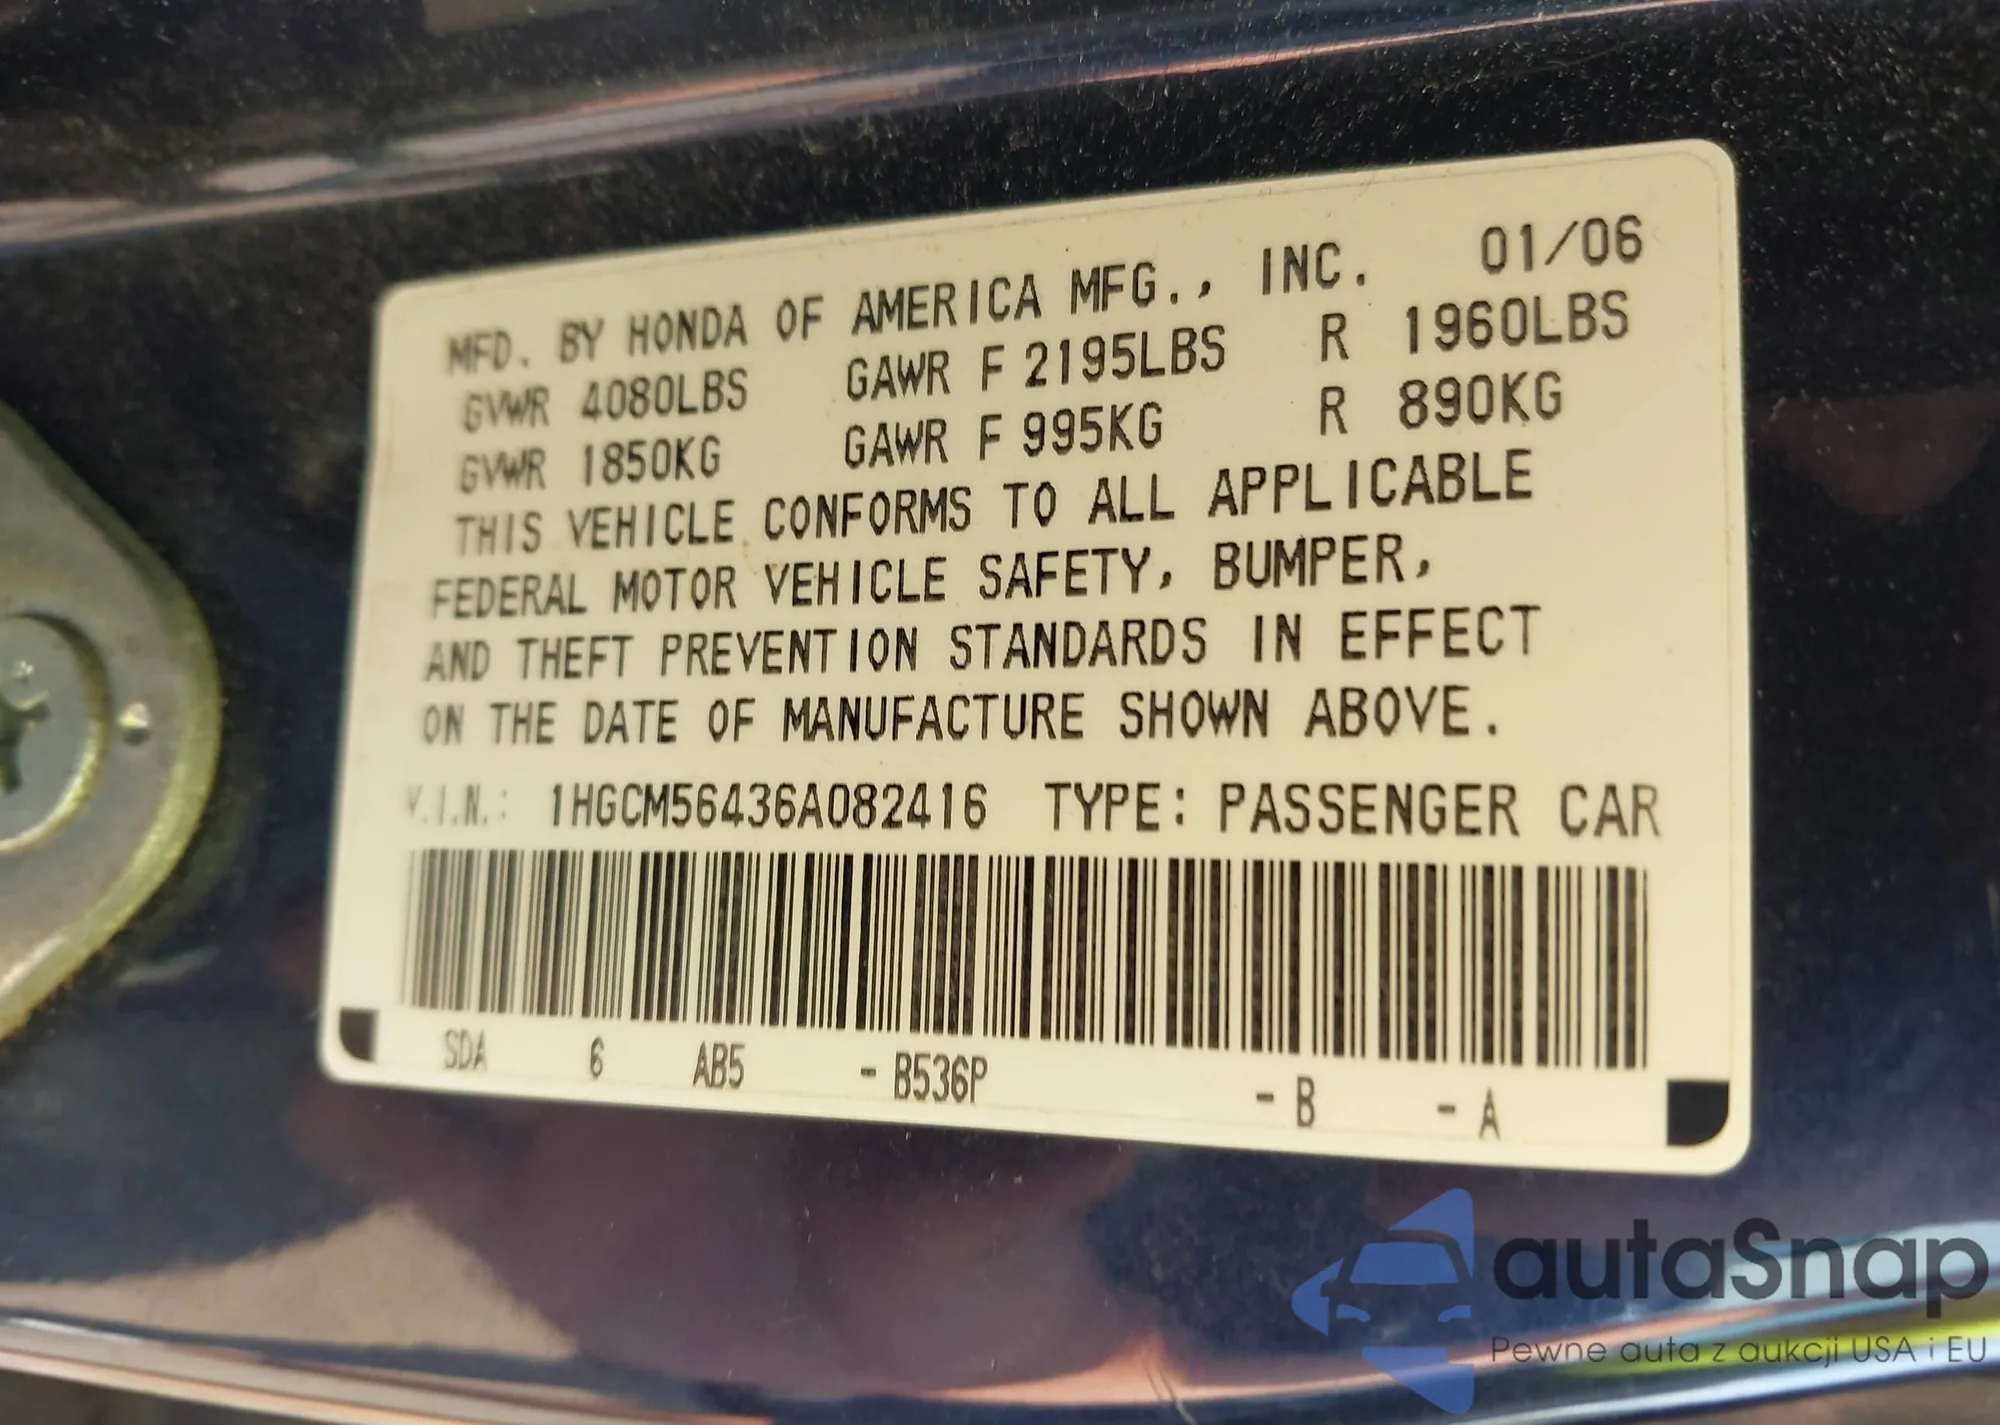 MFD. BY HONDA OF AMERICA MFG., INC. 01/06
GVWR 4080LBS GAWR F 2195LBS R 1960LBS
GVWR 1850KG GAWR F 995KG R 890KG
THIS VEHICLE CONFORMS TO ALL APPLICABLE
FEDERAL MOTOR VEHICLE SAFETY, BUMPER,
AND THEFT PREVENTION STANDARDS IN EFFECT
ON THE DATE OF MANUFACTURE SHOWN ABOVE.
V.I.N.: 1HGCM56436A082416 TYPE: PASSENGER CAR
SDA 6 AB5 - B536P - B - A
autaSnap
Pewne auta z aukcji USA i EU